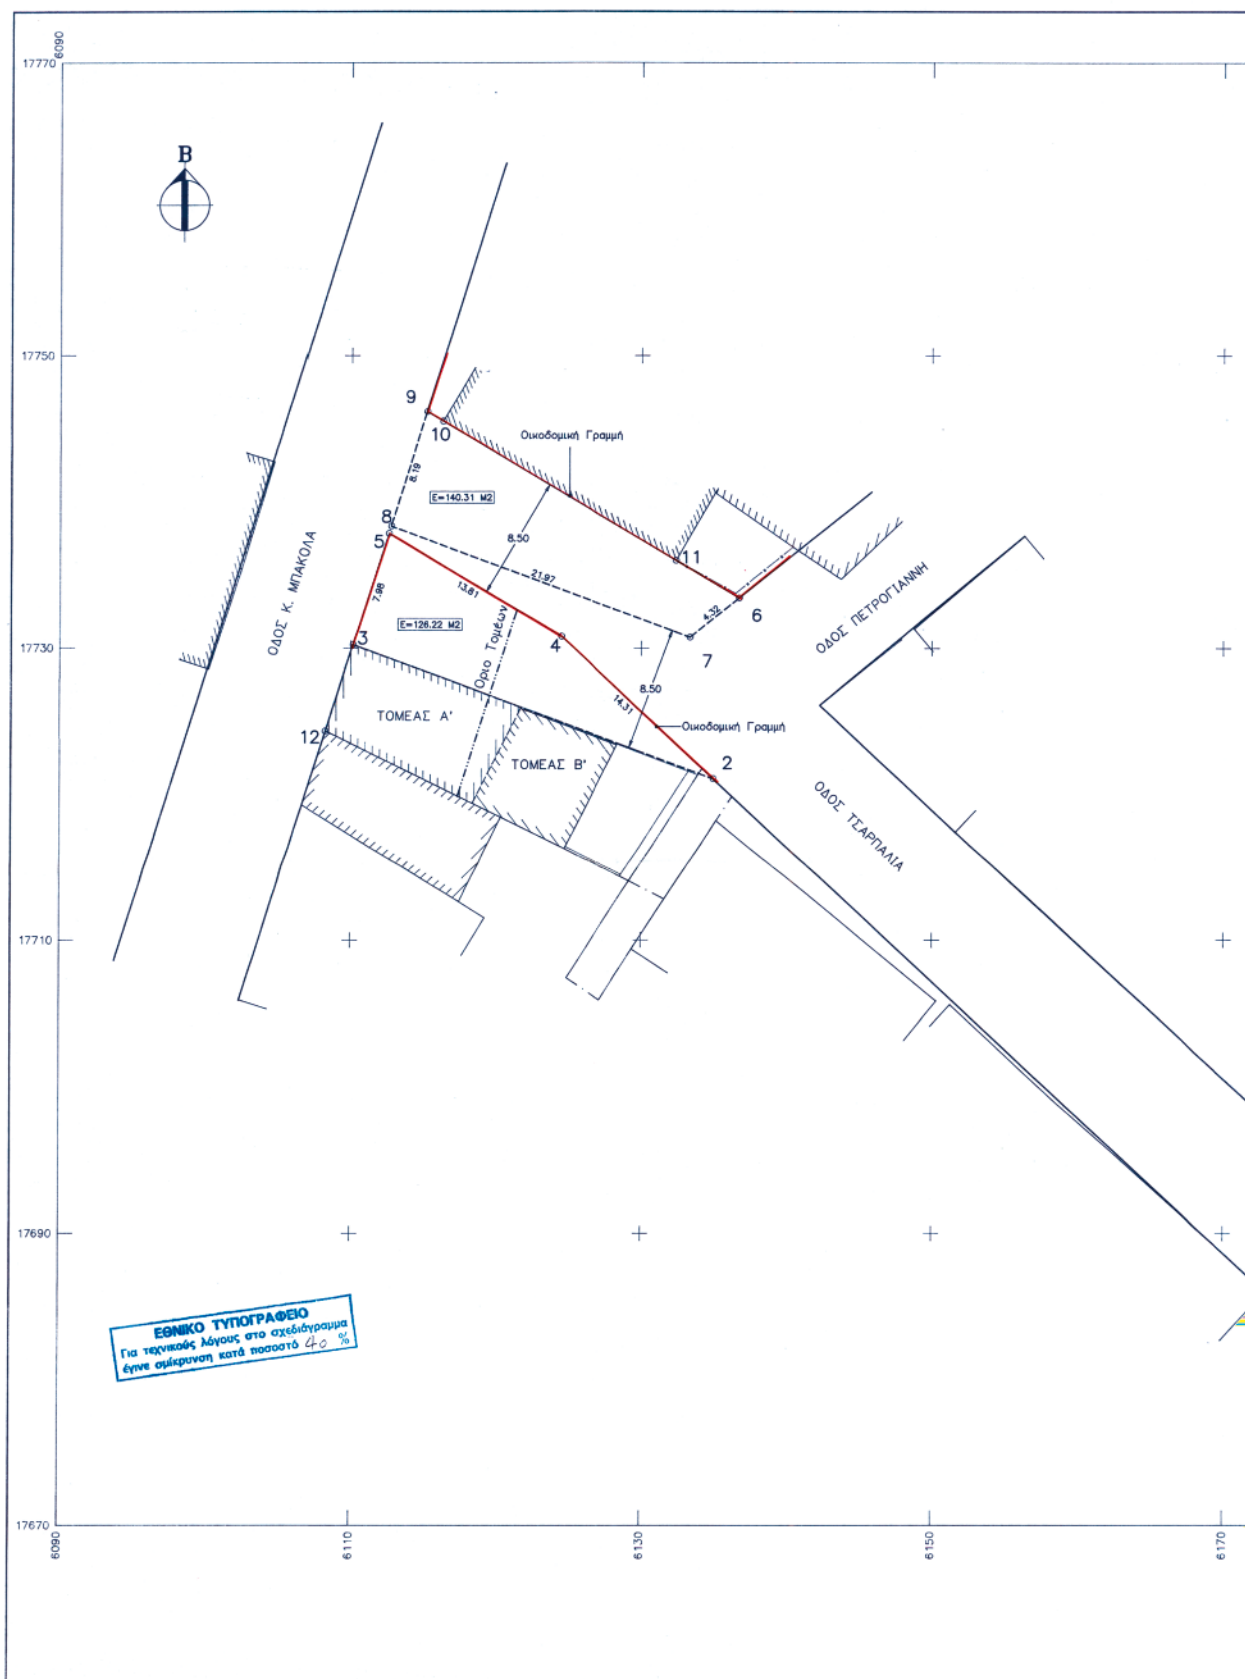 6090
17770
B
17750
9
10
Οικοδομική Γραμμή
8.19
E=140.31 M2
8
5
8.50
11
ΟΔΟΣ Κ. ΜΠΑΚΟΛΑ
21.97
13.81
7.98
4.32
6
ΟΔΟΣ ΠΕΤΡΟΓΙΑΝΝΗ
E=126.22 M2
Οριο Τομέων
17730
3
4
7
8.50
14.31
ΤΟΜΕΑΣ Α'
Οικοδομική Γραμμή
12
ΤΟΜΕΑΣ Β'
2
ΟΔΟΣ ΤΣΑΡΠΑΛΙΑ
17710
17690
ΕΘΝΙΚΟ ΤΥΠΟΓΡΑΦΕΙΟ
Για τεχνικούς λόγους στο σχεδιάγραμμα
έγινε σμίκρυνση κατά ποσοστό 40 %
17670
6090
6110
6130
6150
6170